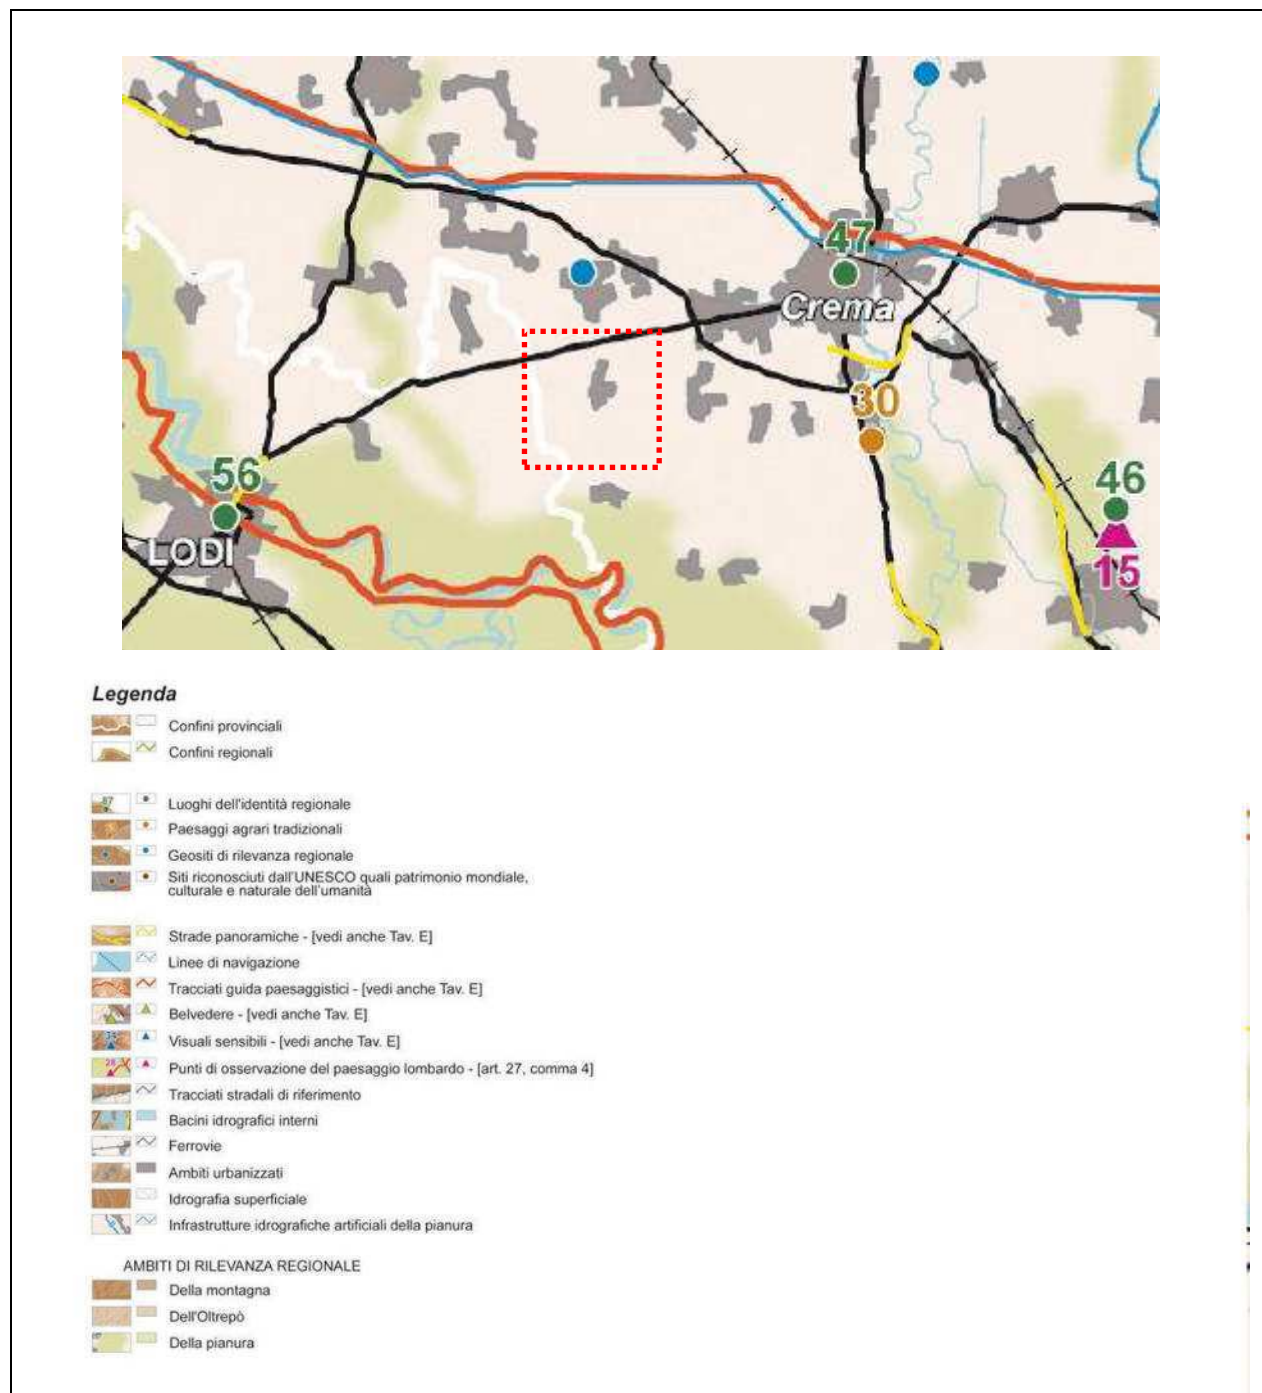 47
Crema
30
56
LODI
46
15
Legenda
Confini provinciali
Confini regionali
Luoghi dell'identità regionale
Paesaggi agrari tradizionali
Geositi di rilevanza regionale
Siti riconosciuti dall'UNESCO quali patrimonio mondiale,
culturale e naturale dell'umanità
Strade panoramiche - [vedi anche Tav. E]
Linee di navigazione
Tracciati guida paesaggistici - [vedi anche Tav. E]
Belvedere - [vedi anche Tav. E]
Visuali sensibili - [vedi anche Tav. E]
Punti di osservazione del paesaggio lombardo - [art. 27, comma 4]
Tracciati stradali di riferimento
Bacini idrografici interni
Ferrovie
Ambiti urbanizzati
Idrografia superficiale
Infrastrutture idrografiche artificiali della pianura
AMBITI DI RILEVANZA REGIONALE
Della montagna
Dell'Oltrepò
Della pianura